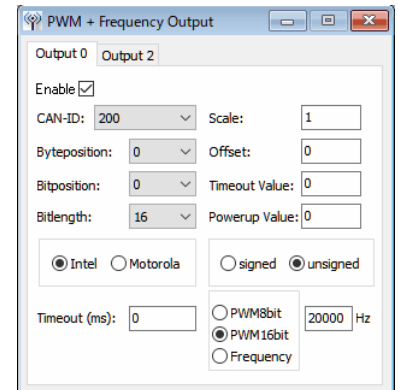 PWM + Frequency Output
Output 0 Output 2
Enable
CAN-ID: 200 Scale: 1
Byteposition: 0 Offset: 0
Bitposition: 0 Timeout Value: 0
Bitlength: 16 Powerup Value: 0
Intel Motorola signed unsigned
Timeout (ms): 0 PWM8bit
PWM16bit 20000 Hz
Frequency